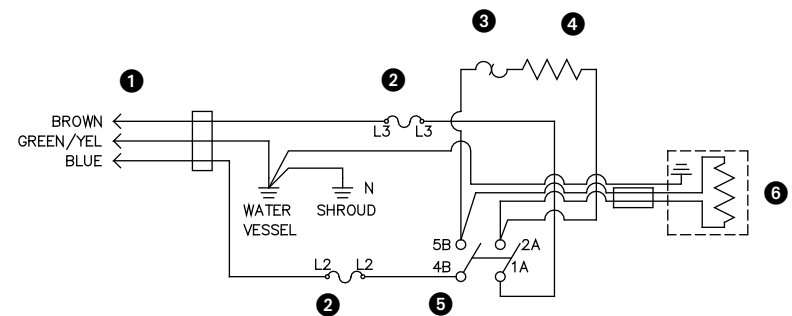 3
4
1
2
BROWN
L3 L3
GREEN/YEL
BLUE
6
N
WATER
VESSEL
SHROUD
5B
2A
L2 L2
4B
1A
2
5